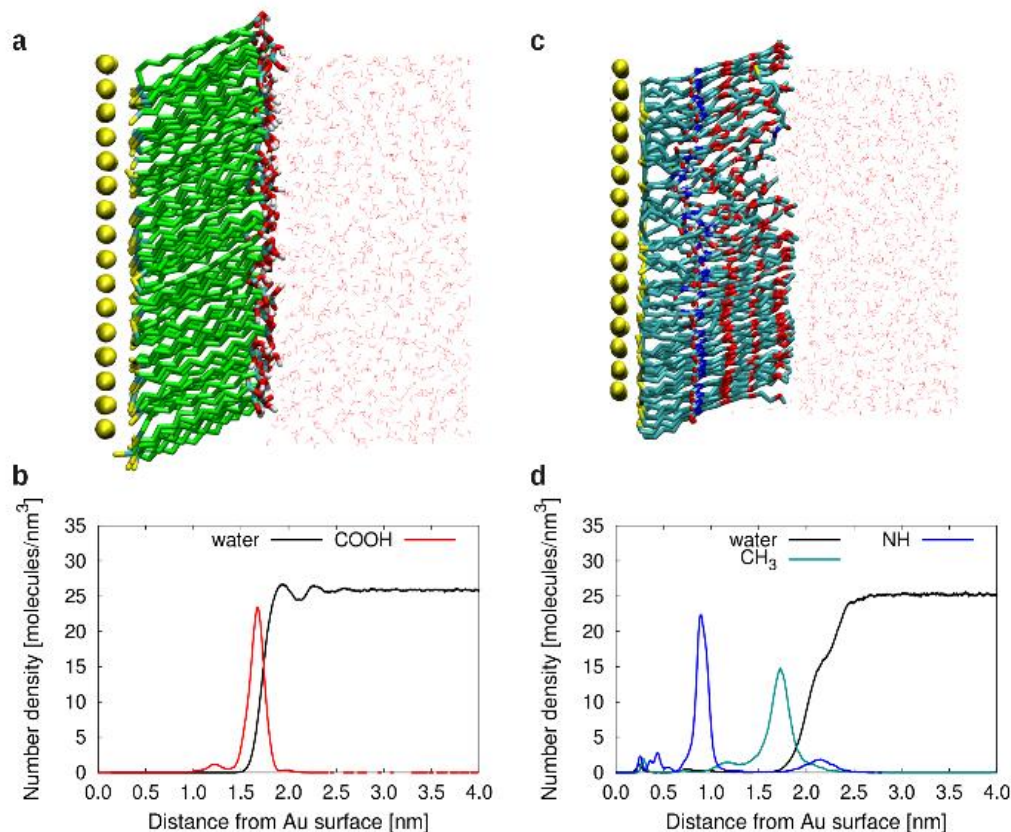 a
c
b
Number density [molecules/nm³]
35
30
25
20
15
10
5
0
water
COOH
0.0 0.5 1.0 1.5 2.0 2.5 3.0 3.5 4.0
Distance from Au surface [nm]
d
Number density [molecules/nm³]
35
30
25
20
15
10
5
0
water
NH
CH₃
0.0 0.5 1.0 1.5 2.0 2.5 3.0 3.5 4.0
Distance from Au surface [nm]